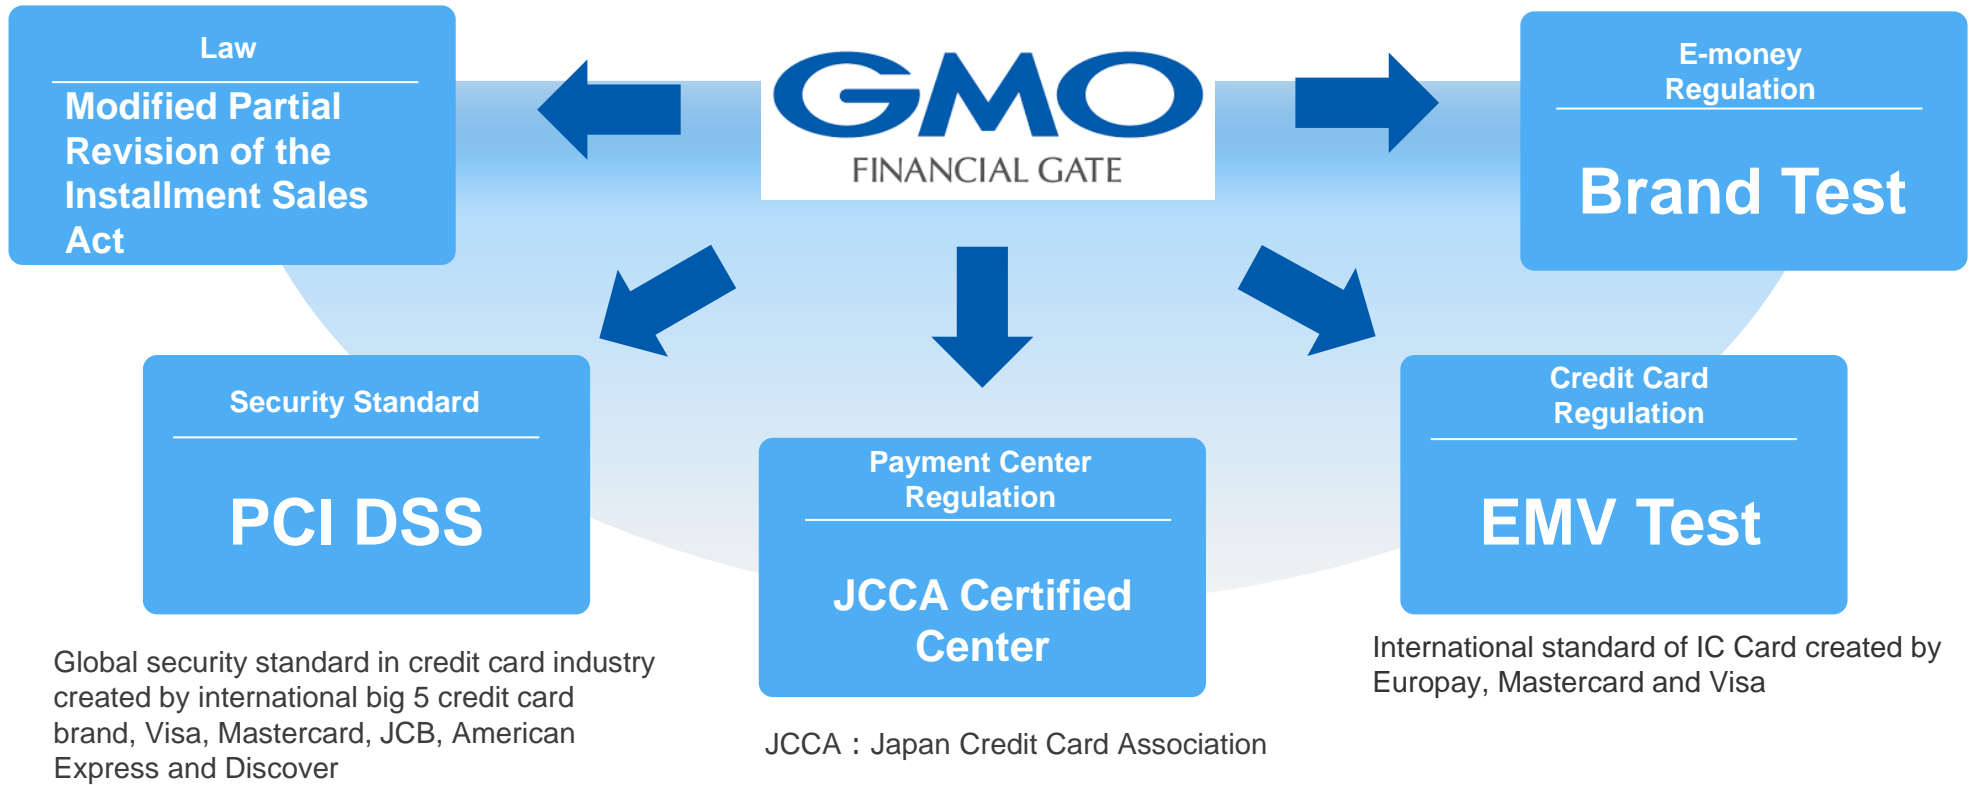 Law
Modified Partial
Revision of the
Installment Sales
Act
GMO
FINANCIAL GATE
E-money
Regulation
Brand Test
Security Standard
PCI DSS
Payment Center
Regulation
JCCA Certified
Center
Credit Card
Regulation
EMV Test
Global security standard in credit card industry
created by international big 5 credit card
brand, Visa, Mastercard, JCB, American
Express and Discover
JCCA：Japan Credit Card Association
International standard of IC Card created by
Europay, Mastercard and Visa